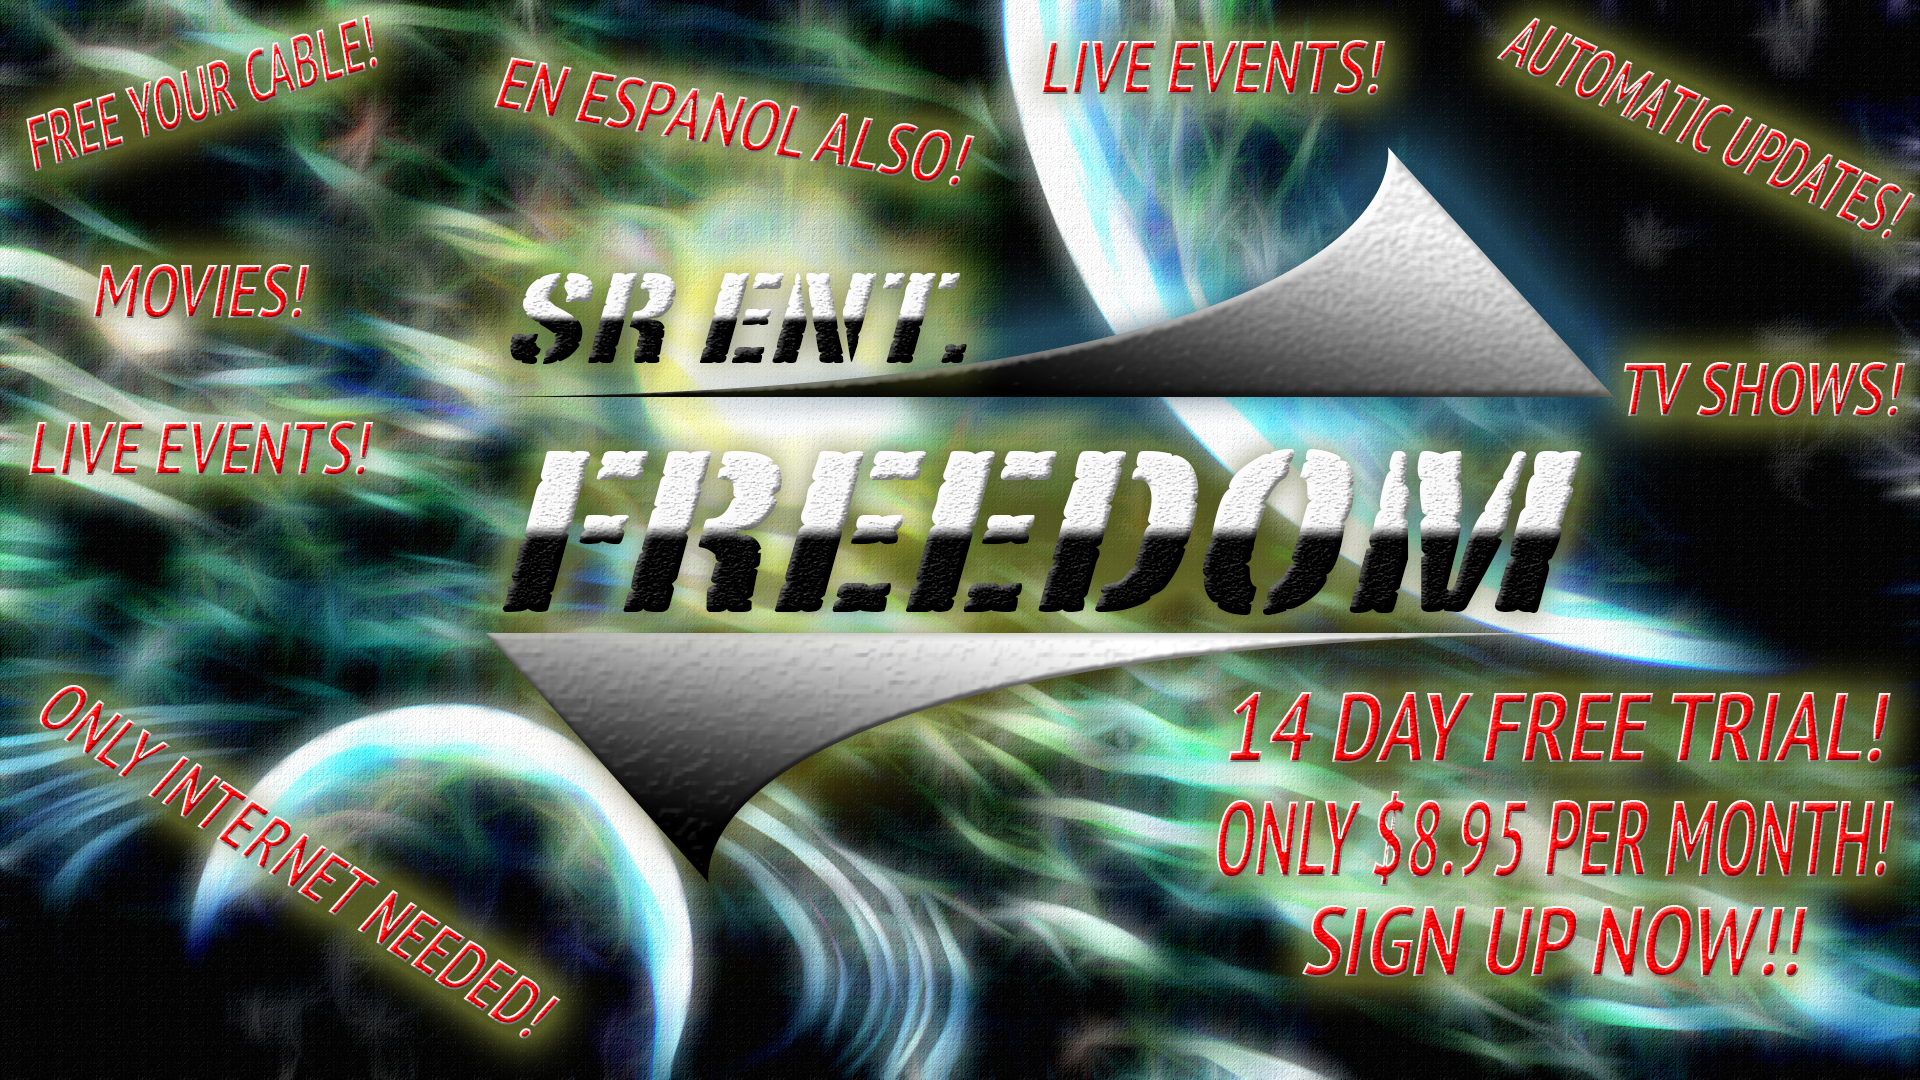 FREE YOUR CABLE!
EN ESPANOL ALSO!
LIVE EVENTS!
AUTOMATIC UPDATES!
MOVIES!
SR ENT.
TV SHOWS!
LIVE EVENTS!
FREEDOM
ONLY INTERNET NEEDED!
14 DAY FREE TRIAL!
ONLY $8.95 PER MONTH!
SIGN UP NOW!!